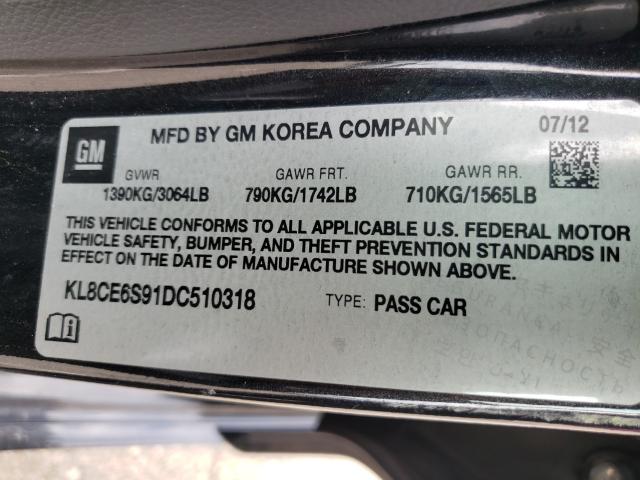 GM
MFD BY GM KOREA COMPANY
07/12
GVWR GAWR FRT. GAWR RR.
1390KG/3064LB 790KG/1742LB 710KG/1565LB
THIS VEHICLE CONFORMS TO ALL APPLICABLE U.S. FEDERAL MOTOR
VEHICLE SAFETY, BUMPER, AND THEFT PREVENTION STANDARDS IN
EFFECT ON THE DATE OF MANUFACTURE SHOWN ABOVE.
KL8CE6S91DC510318 TYPE: PASS CAR